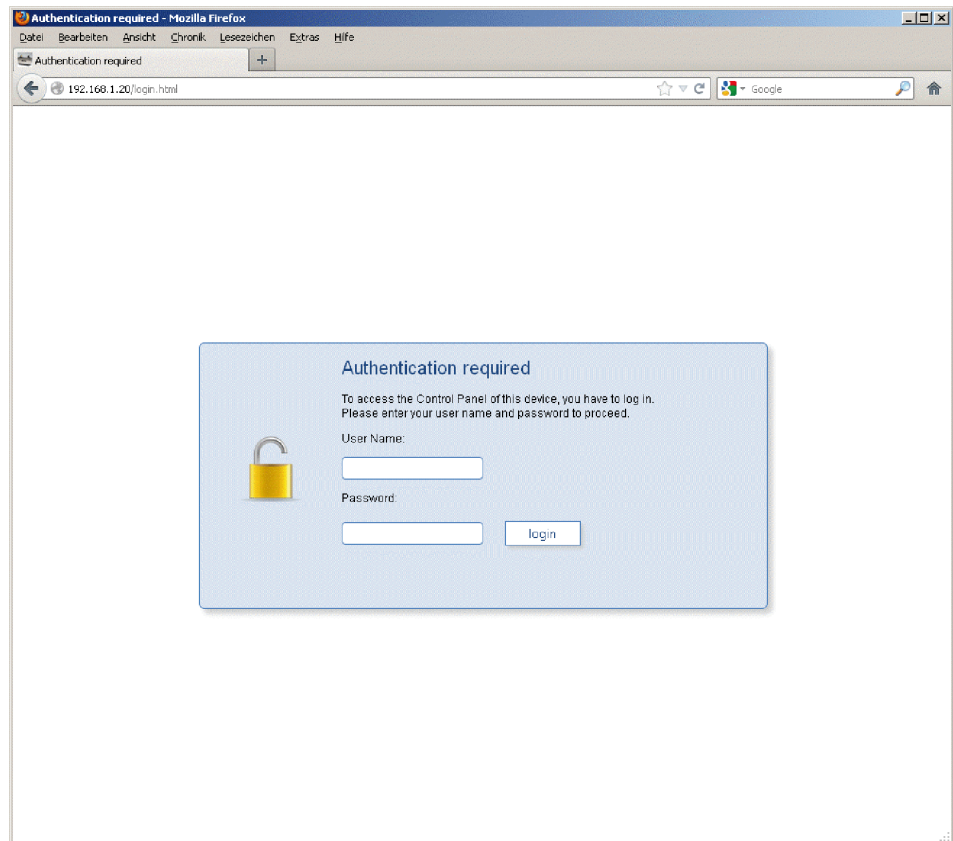 Authentication required - Mozilla Firefox
Datei Bearbeiten Ansicht Chronik Lesezeichen Extras Hilfe
Authentication required
192.168.1.20/login.html
Google
Authentication required
To access the Control Panel of this device, you have to log in.
Please enter your user name and password to proceed.
User Name:
Password:
login